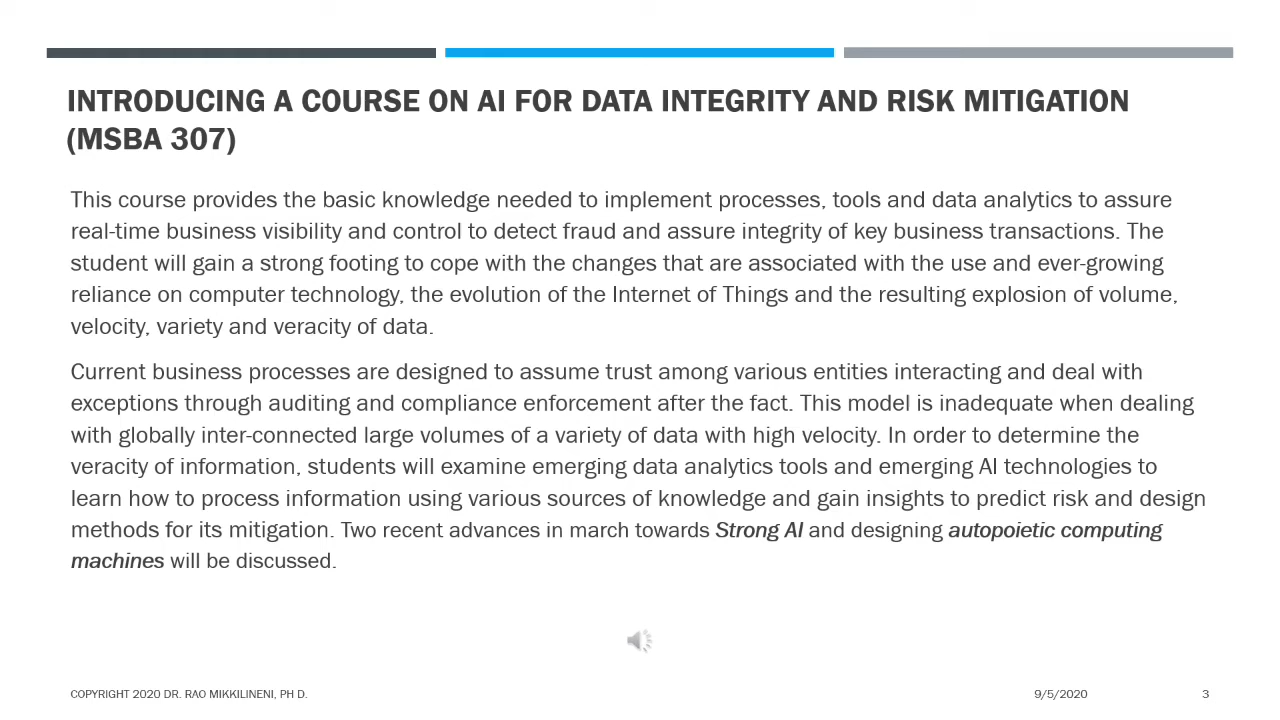 INTRODUCING A COURSE ON AI FOR DATA INTEGRITY AND RISK MITIGATION
(MSBA 307)
This course provides the basic knowledge needed to implement processes, tools and data analytics to assure
real-time business visibility and control to detect fraud and assure integrity of key business transactions. The
student will gain a strong footing to cope with the changes that are associated with the use and ever-growing
reliance on computer technology, the evolution of the Internet of Things and the resulting explosion of volume,
velocity, variety and veracity of data.
Current business processes are designed to assume trust among various entities interacting and deal with
exceptions through auditing and compliance enforcement after the fact. This model is inadequate when dealing
with globally inter-connected large volumes of a variety of data with high velocity. In order to determine the
veracity of information, students will examine emerging data analytics tools and emerging AI technologies to
learn how to process information using various sources of knowledge and gain insights to predict risk and design
methods for its mitigation. Two recent advances in march towards Strong AI and designing autopoietic computing
machines will be discussed.
COPYRIGHT 2020 DR. RAO MIKKILINENI, PH D.
9/5/2020
3